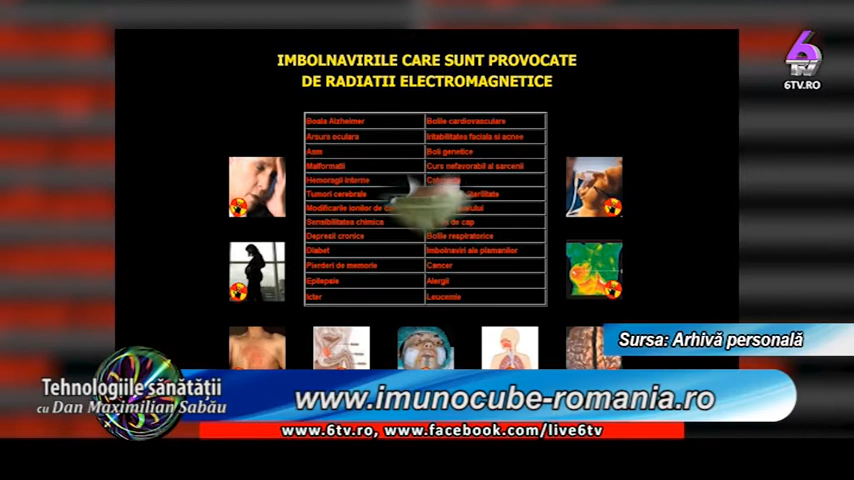 IMBOLNAVIRILE CARE SUNT PROVOCATE
DE RADIATII ELECTROMAGNETICE
6TV
6TV.RO
Boala Alzheimer Bolile cardiovasculare
Arsura oculara Iritabilitatea faciala si acnee
Asm Boli genetice
Malformatii Curs nefavorabil al sarcenii
Hemoragii interne
Tumori cerebrale
Modificarile ionilor de
Sensibilitatea chimica de cap
Depresii cronice Bolile respiratorice
Diabet Imbolnaviri ale plamanilor
Pierderi de memorie Cancer
Epilepsie Alergii
Icter Leucemie
Sursa: Arhivă personală
Tehnologiile sănătății
cu Dan Maximilian Sabău
www.imunocube-romania.ro
www.6tv.ro, www.facebook.com/live6tv